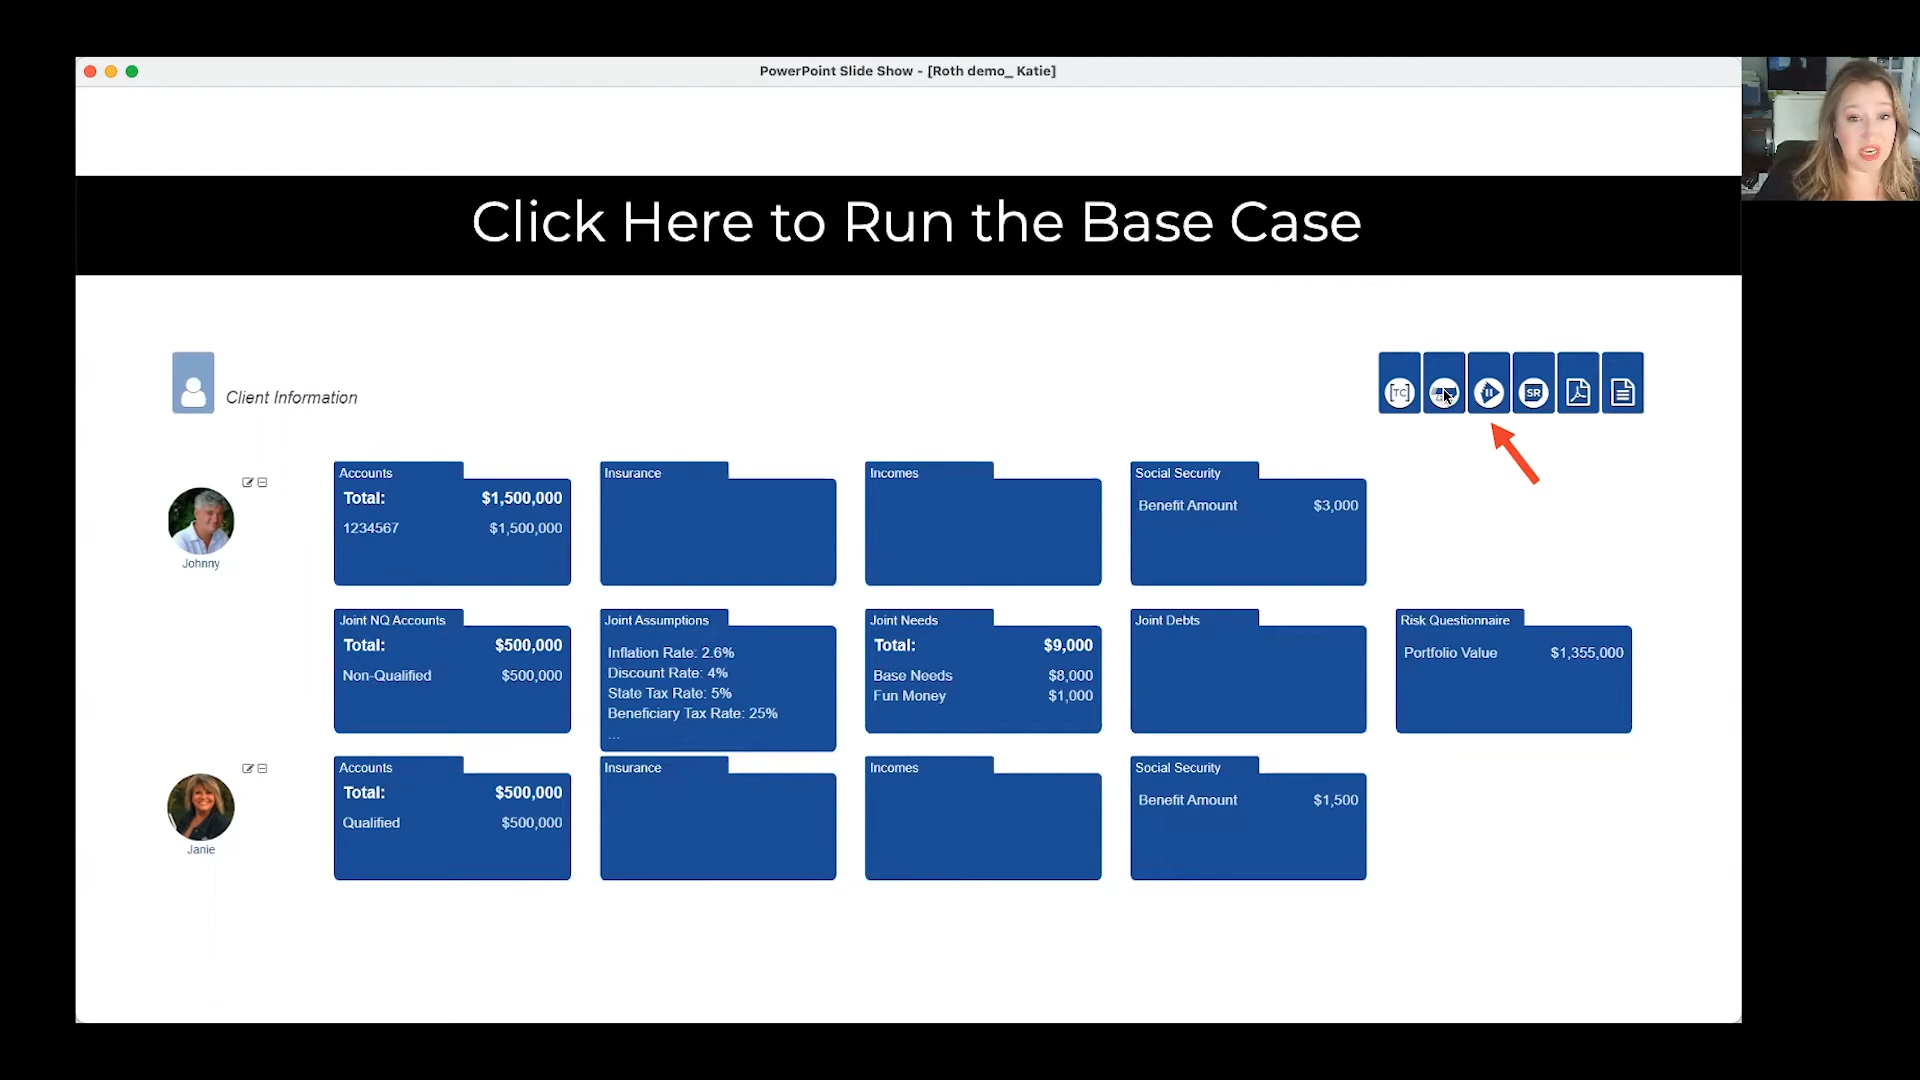 PowerPoint Slide Show - [Roth demo_ Katie]
Click Here to Run the Base Case
Client Information
[TC]
SR
Accounts
Total: $1,500,000
1234567 $1,500,000
Insurance
Incomes
Social Security
Benefit Amount $3,000
Johnny
Joint NQ Accounts
Total: $500,000
Non-Qualified $500,000
Joint Assumptions
Inflation Rate: 2.6%
Discount Rate: 4%
State Tax Rate: 5%
Beneficiary Tax Rate: 25%
...
Joint Needs
Total: $9,000
Base Needs $8,000
Fun Money $1,000
Joint Debts
Risk Questionnaire
Portfolio Value $1,355,000
Accounts
Total: $500,000
Qualified $500,000
Insurance
Incomes
Social Security
Benefit Amount $1,500
Janie